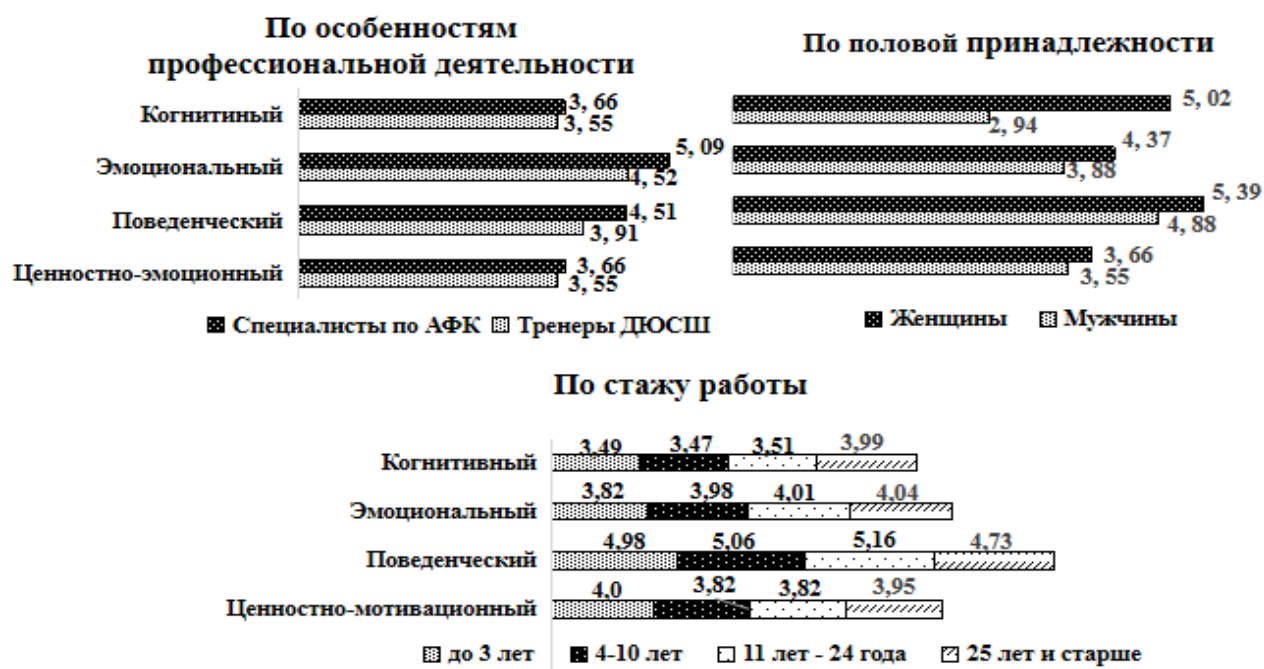 По особенностям
профессиональной деятельности
Когнитиный
3, 66
3, 55
Эмоциональный
5, 09
4, 52
Поведенческий
4, 51
3, 91
Ценностно-эмоционный
3, 66
3, 55
Специалисты по АФК Тренеры ДЮСШ
По половой принадлежности
5, 02
2, 94
4, 37
3, 88
5, 39
4, 88
3, 66
3, 55
Женщины Мужчины
По стажу работы
Когнитивный 3,49 3,47 3,51 3,99
Эмоциональный 3,82 3,98 4,01 4,04
Поведенческий 4,98 5,06 5,16 4,73
Ценностно-мотивационный 4,0 3,82 3,82 3,95
до 3 лет 4-10 лет 11 лет - 24 года 25 лет и старше